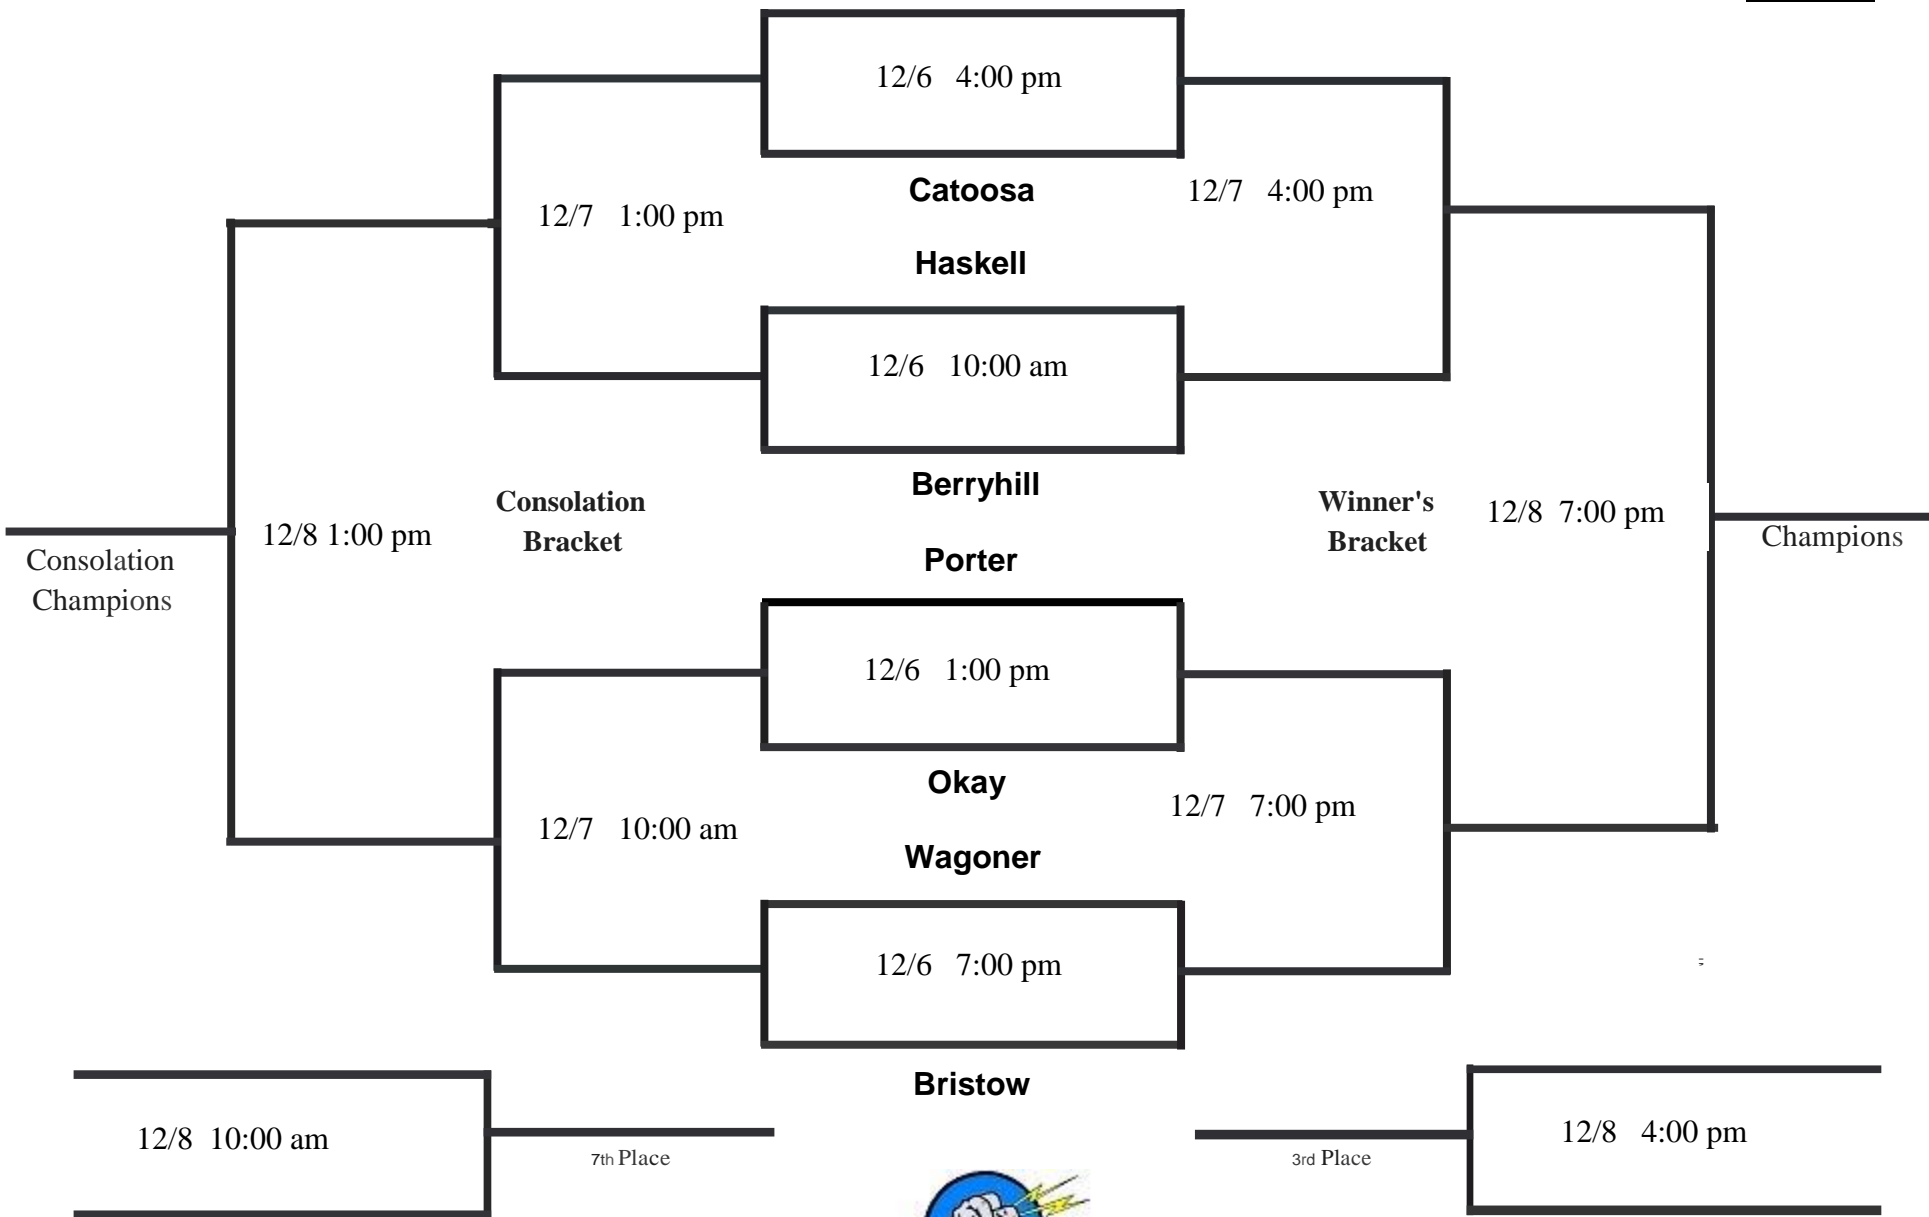 12/6 4:00 pm
Catoosa
12/7 1:00 pm
12/7 4:00 pm
Haskell
12/6 10:00 am
Berryhill
Consolation
Bracket
Winner's
Bracket
12/8 1:00 pm
12/8 7:00 pm
Consolation
Champions
Champions
Porter
12/6 1:00 pm
Okay
12/7 10:00 am
12/7 7:00 pm
Wagoner
12/6 7:00 pm
Bristow
12/8 10:00 am
7th Place
3rd Place
12/8 4:00 pm